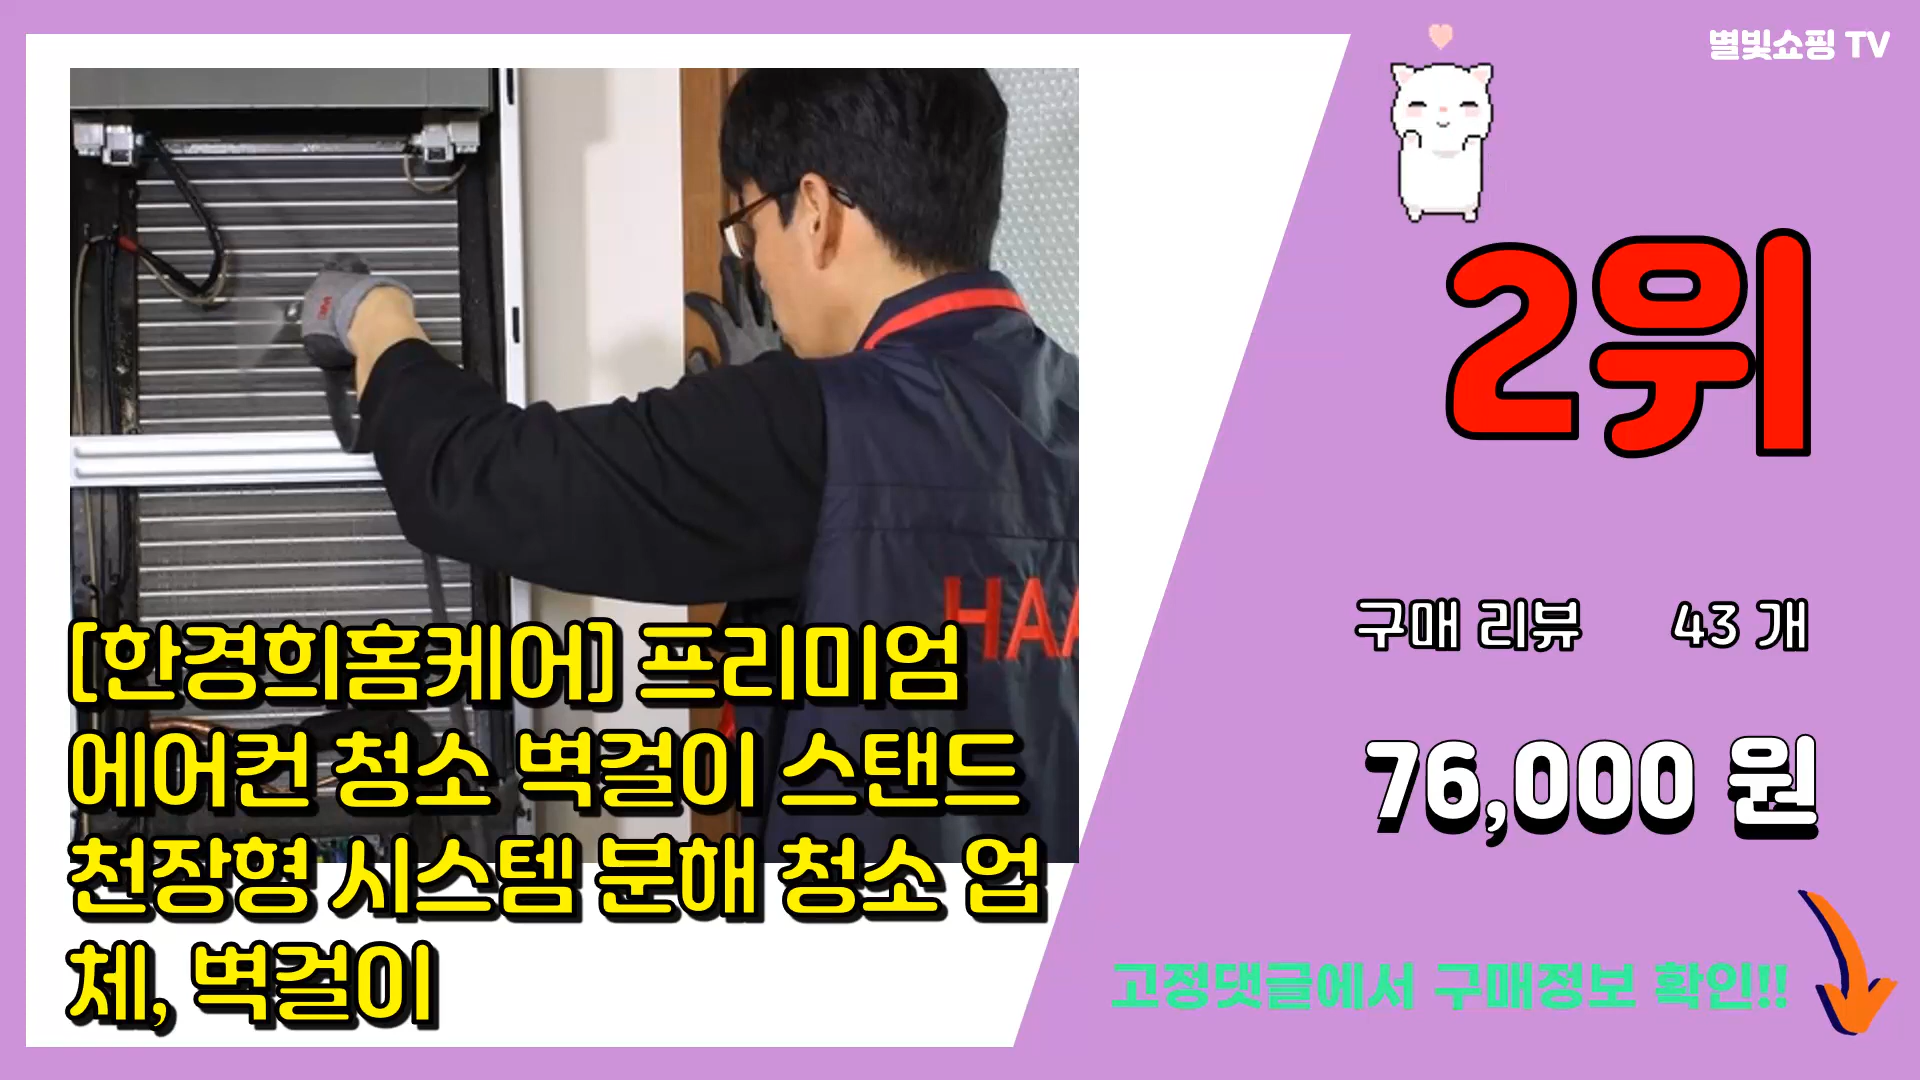 별빛쇼핑 TV
2위
[한경희홈케어] 프리미엄
에어컨 청소 벽걸이 스탠드
천장형 시스템 분해 청소 업
체, 벽걸이
HAA
구매 리뷰 43 개
76,000 원
고정댓글에서 구매정보 확인!!